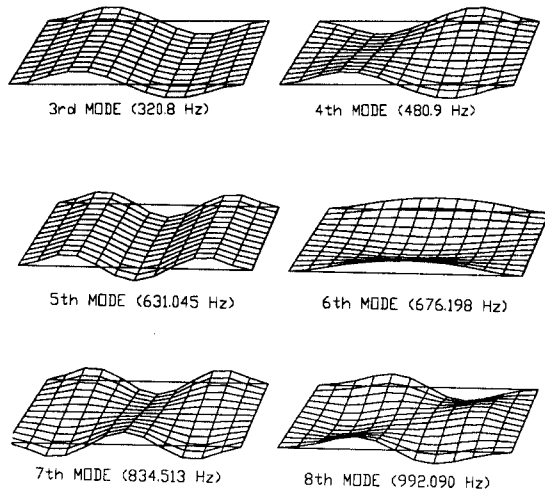 3rd MODE (320.8 Hz)
4th MODE (480.9 Hz)
5th MODE (631.045 Hz)
6th MODE (676.198 Hz)
7th MODE (834.513 Hz)
8th MODE (992.090 Hz)